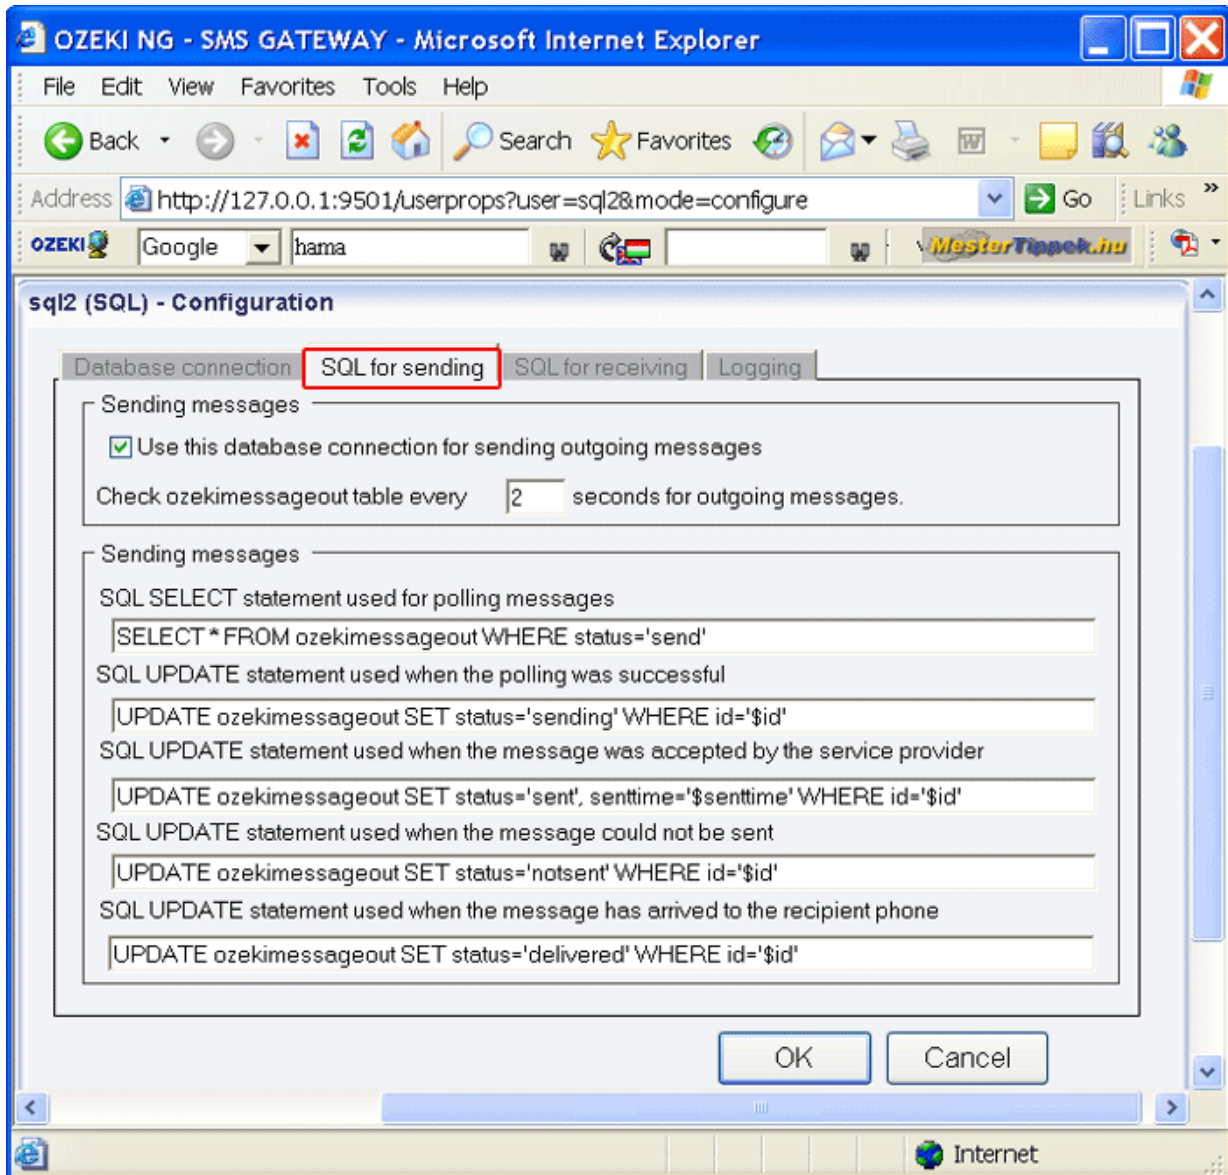 OZEKI NG - SMS GATEWAY - Microsoft Internet Explorer
File Edit View Favorites Tools Help
Back Search Favorites W
Address http://127.0.0.1:9501/userprops?user=sql2&mode=configure Go Links »
OZEKI Google hama MesterTippek.hu
sql2 (SQL) - Configuration
Database connection SQL for sending SQL for receiving Logging
Sending messages
Use this database connection for sending outgoing messages
Check ozekimessageout table every 2 seconds for outgoing messages.
Sending messages
SQL SELECT statement used for polling messages
SELECT * FROM ozekimessageout WHERE status='send'
SQL UPDATE statement used when the polling was successful
UPDATE ozekimessageout SET status='sending' WHERE id='$id'
SQL UPDATE statement used when the message was accepted by the service provider
UPDATE ozekimessageout SET status='sent', senttime='$senttime' WHERE id='$id'
SQL UPDATE statement used when the message could not be sent
UPDATE ozekimessageout SET status='notsent' WHERE id='$id'
SQL UPDATE statement used when the message has arrived to the recipient phone
UPDATE ozekimessageout SET status='delivered' WHERE id='$id'
OK Cancel
Internet